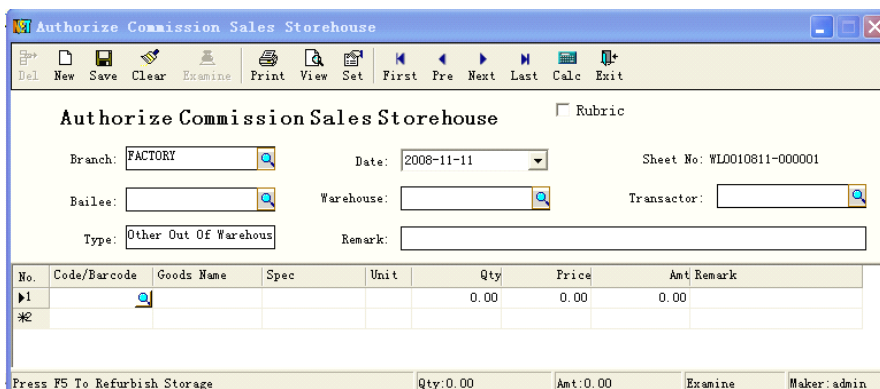 Authorize Commission Sales Storehouse
Del New Save Clear Examine Print View Set First Pre Next Last Calc Exit
Authorize Commission Sales Storehouse Rubric
Branch: FACTORY Date: 2008-11-11 Sheet No: WL0010811-000001
Bailee: Warehouse: Transactor:
Type: Other Out Of Warehous Remark:
No. Code/Barcode Goods Name Spec Unit Qty Price Amt Remark
1 0.00 0.00 0.00
*2
Press F5 To Refurbish Storage Qty:0.00 Amt:0.00 Examine Maker:admin